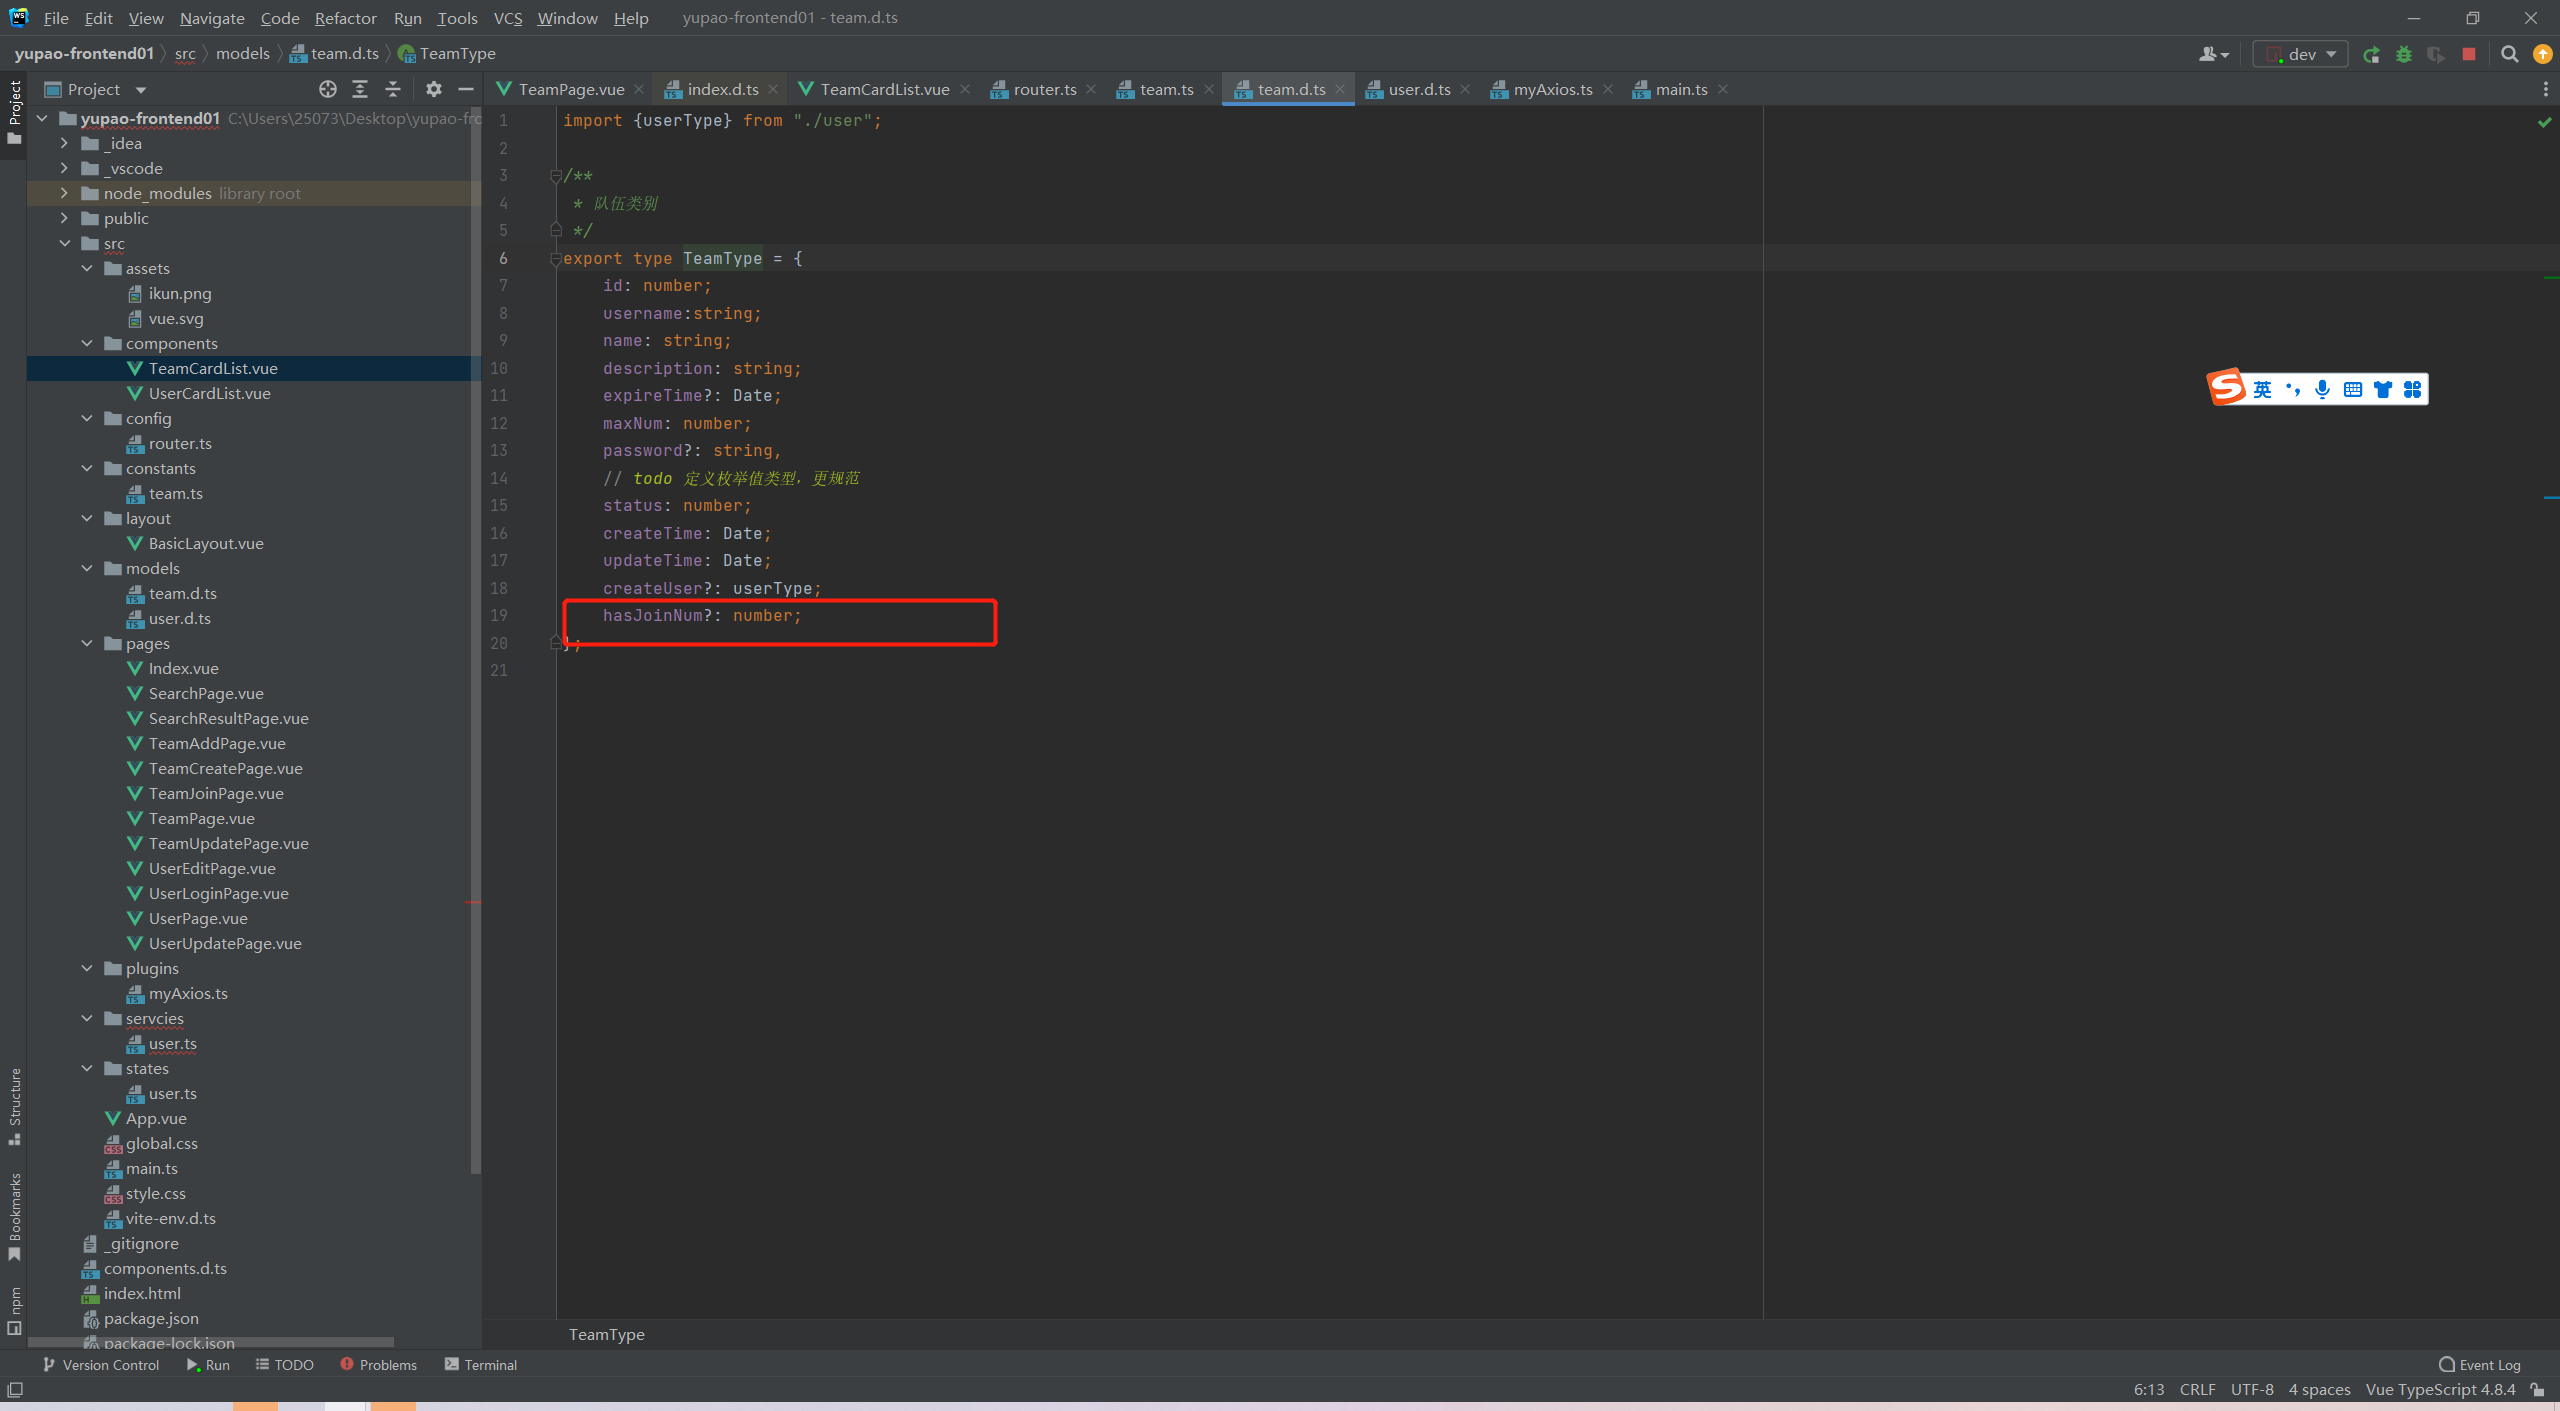 File Edit View Navigate Code Refactor Run Tools VCS Window Help yupao-frontend01 - team.d.ts
yupao-frontend01 src models team.d.ts TeamType dev
Project
TeamPage.vue index.d.ts TeamCardList.vue router.ts team.ts team.d.ts user.d.ts myAxios.ts main.ts
Project
yupao-frontend01 C:\Users\25073\Desktop\yupao-fro
_idea
_vscode
node_modules library root
public
src
assets
ikun.png
vue.svg
components
TeamCardList.vue
UserCardList.vue
config
router.ts
constants
team.ts
layout
BasicLayout.vue
models
team.d.ts
user.d.ts
pages
Index.vue
SearchPage.vue
SearchResultPage.vue
TeamAddPage.vue
TeamCreatePage.vue
TeamJoinPage.vue
TeamPage.vue
TeamUpdatePage.vue
UserEditPage.vue
UserLoginPage.vue
UserPage.vue
UserUpdatePage.vue
plugins
myAxios.ts
servcies
user.ts
states
user.ts
App.vue
global.css
main.ts
style.css
vite-env.d.ts
_gitignore
components.d.ts
index.html
package.json
package-lock.json
Structure
Bookmarks
npm
1 import {userType} from "./user";
2
3 /**
4 * 队伍类别
5 */
6 export type TeamType = {
7 id: number;
8 username:string;
9 name: string;
10 description: string;
11 expireTime?: Date;
12 maxNum: number;
13 password?: string,
14 // todo 定义枚举值类型，更规范
15 status: number;
16 createTime: Date;
17 updateTime: Date;
18 createUser?: userType;
19 hasJoinNum?: number;
20 };
21
英
TeamType
Version Control Run TODO Problems Terminal Event Log
6:13 CRLF UTF-8 4 spaces Vue TypeScript 4.8.4